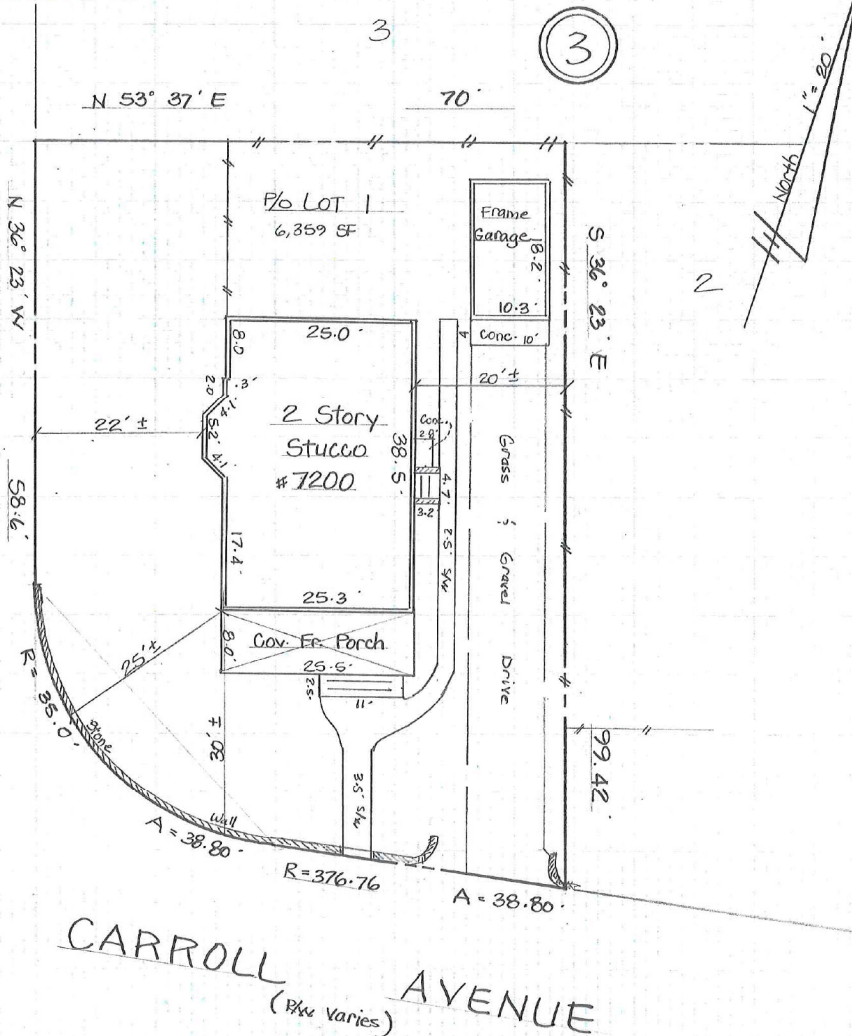 3
3
N 53° 37' E
70'
1" = 20'
North
P/o LOT 1
6,359 SF
Frame
Garage
18.2'
10.3'
Conc. 10'
N 36° 23' W
S 36° 23' E
2
25.0'
8.0
2.0
.3'
4.1'
5.2'
4.1'
22' ±
20' ±
4
2 Story
Stucco
#7200
38.5'
2.8'
4.7'
3.2'
2.5' S/W
Grass & Gravel Drive
58.6'
17.4'
25.3'
Cov. Fr. Porch
8.0'
25.5'
2.5'
11'
25' ±
30' ±
R = 38.0'
Stone
Wall
3.5' S/W
99.42'
A = 38.80'
R = 376.76
A = 38.80'
CARROLL AVENUE
(R/W Varies)